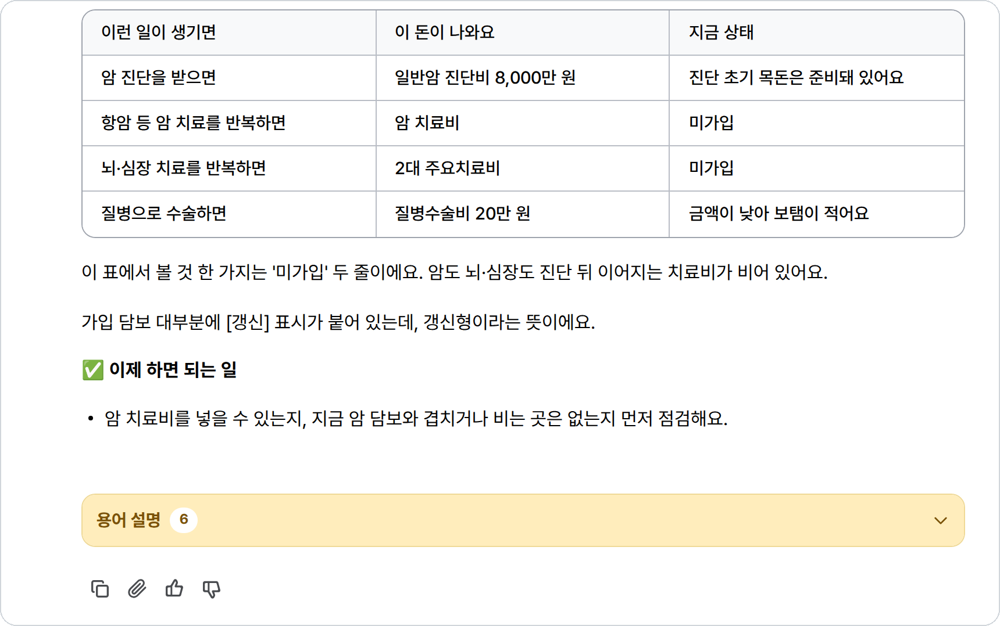 이런 일이 생기면 이 돈이 나와요 지금 상태
암 진단을 받으면 일반암 진단비 8,000만 원 진단 초기 목돈은 준비돼 있어요
항암 등 암 치료를 반복하면 암 치료비 미가입
뇌·심장 치료를 반복하면 2대 주요치료비 미가입
질병으로 수술하면 질병수술비 20만 원 금액이 낮아 보탬이 적어요
이 표에서 볼 것 한 가지는 '미가입' 두 줄이에요. 암도 뇌·심장도 진단 뒤 이어지는 치료비가 비어 있어요.
가입 담보 대부분에 [갱신] 표시가 붙어 있는데, 갱신형이라는 뜻이에요.
✅ 이제 하면 되는 일
• 암 치료비를 넣을 수 있는지, 지금 암 담보와 겹치거나 비는 곳은 없는지 먼저 점검해요.
용어 설명 6